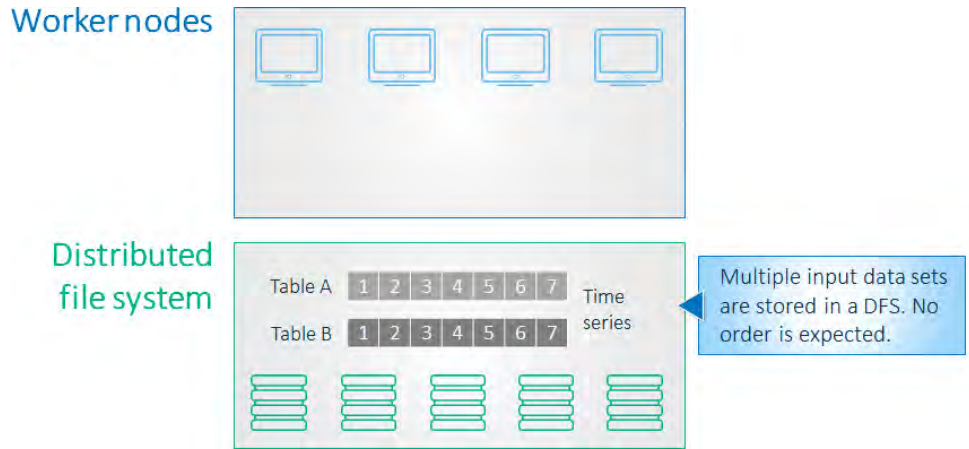 Worker nodes
Distributed
file system
Table A 1 2 3 4 5 6 7
Table B 1 2 3 4 5 6 7
Time
series
Multiple input data sets
are stored in a DFS. No
order is expected.